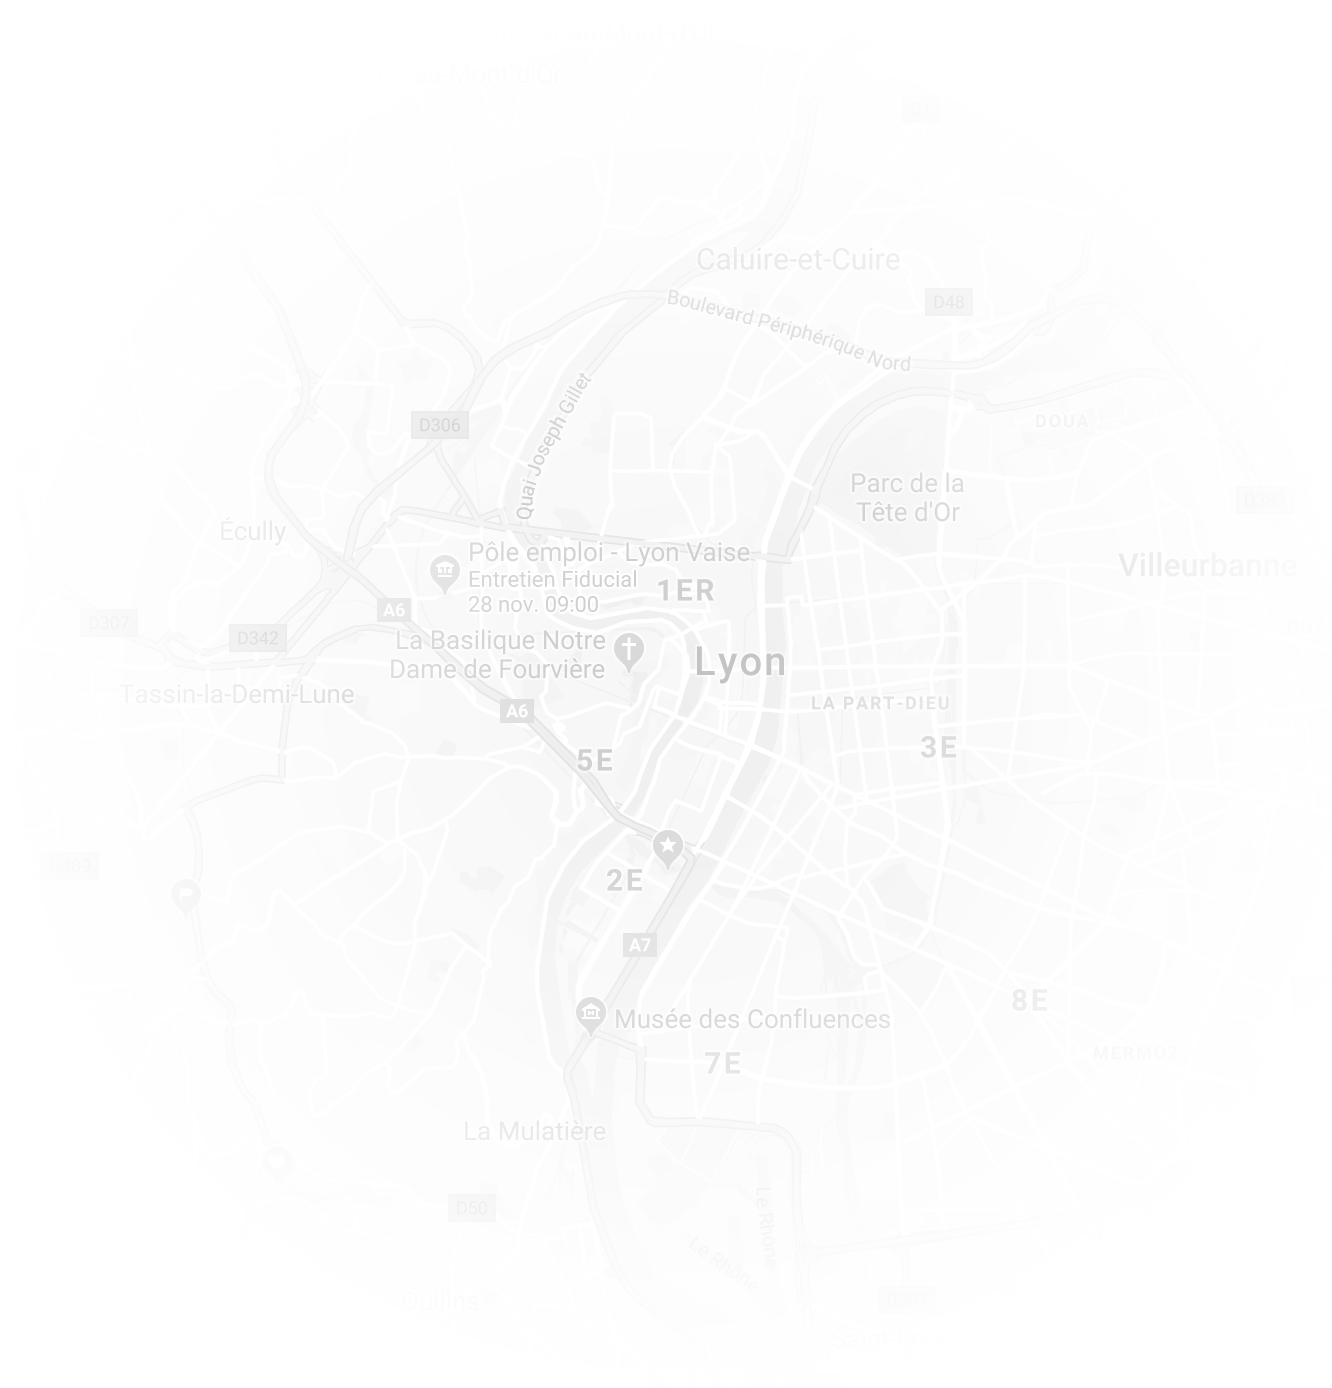 au-Mont-d'Or
Caluire-et-Cuire
Boulevard Périphérique Nord
D48
Quai Joseph Gillet
D306
DOUA
Parc de la
Tête d'Or
Écully
Pôle emploi - Lyon Vaise
Entretien Fiducial
28 nov. 09:00
Villeurbanne
1ER
A6
D307
D342
La Basilique Notre
Dame de Fourvière
Lyon
Tassin-la-Demi-Lune
A6
LA PART-DIEU
3E
5E
2E
A7
8E
Musée des Confluences
7E
MERMOZ
La Mulatière
D50
Le Rhône
Le Rhône
Oullins